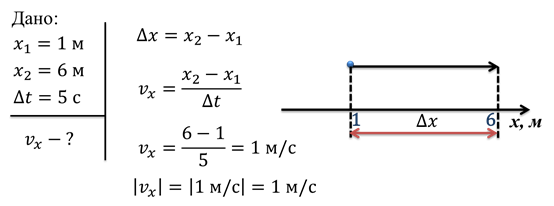 Дано:
x₁ = 1 м
x₂ = 6 м
Δt = 5 с
vₓ − ?
Δx = x₂ − x₁
vₓ = (x₂ − x₁)/Δt
vₓ = (6 − 1)/5 = 1 м/с
|vₓ| = |1 м/с| = 1 м/с
1 Δx 6 x, м